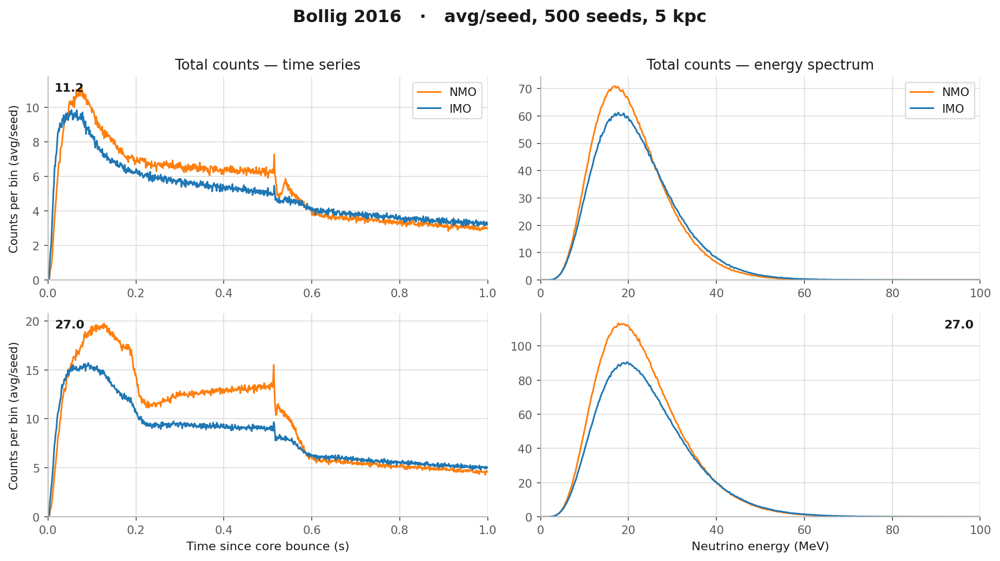 Bollig 2016 · avg/seed, 500 seeds, 5 kpc
Total counts — time series
Counts per bin (avg/seed)
11.2
NMO
IMO
10
8
6
4
2
0
0.0 0.2 0.4 0.6 0.8 1.0
Total counts — energy spectrum
NMO
IMO
70
60
50
40
30
20
10
0
0 20 40 60 80 100
Counts per bin (avg/seed)
27.0
20
15
10
5
0
0.0 0.2 0.4 0.6 0.8 1.0
Time since core bounce (s)
27.0
100
80
60
40
20
0
0 20 40 60 80 100
Neutrino energy (MeV)